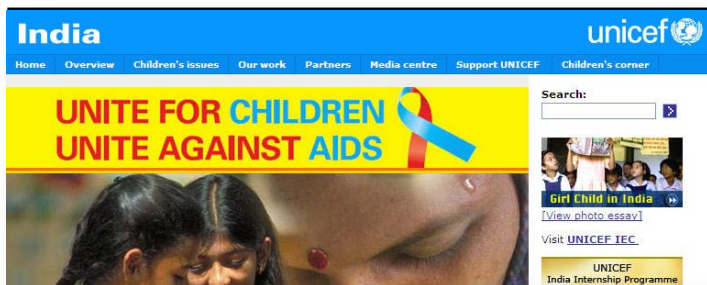 India
unicef
Home Overview Children's issues Our work Partners Media centre Support UNICEF Children's corner
UNITE FOR CHILDREN
UNITE AGAINST AIDS
Search:
Girl Child in India
[View photo essay]
Visit UNICEF IEC
UNICEF
India Internship Programme